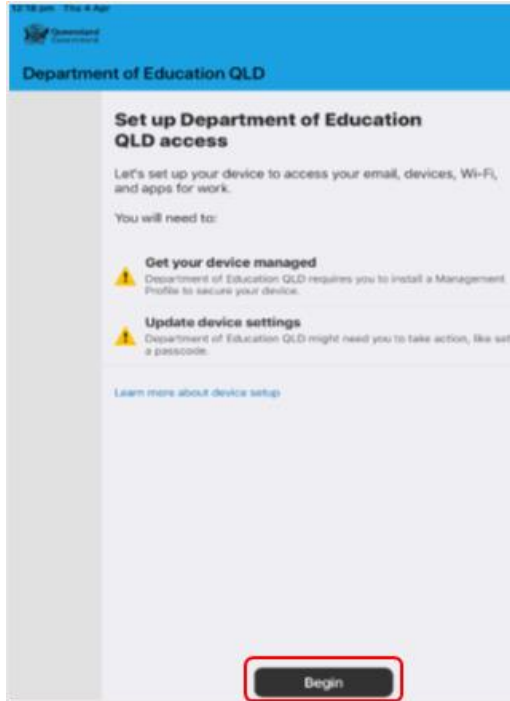 12:18 pm Thu 4 Apr
Queensland
Government
Department of Education QLD
Set up Department of Education
QLD access
Let's set up your device to access your email, devices, Wi-Fi,
and apps for work.
You will need to:
Get your device managed
Department of Education QLD requires you to install a Management
Profile to secure your device.
Update device settings
Department of Education QLD might need you to take action, like set
a passcode.
Learn more about device setup
Begin